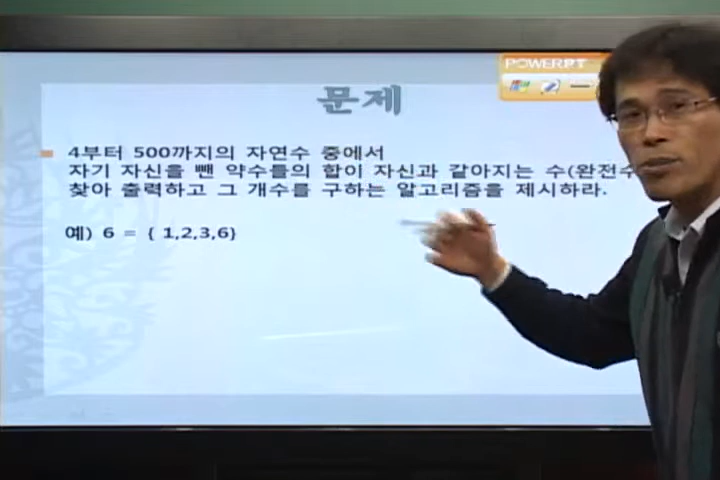 POWERPT
문제
4부터 500까지의 자연수 중에서
자기 자신을 뺀 약수들의 합이 자신과 같아지는 수(완전수
찾아 출력하고 그 개수를 구하는 알고리즘을 제시하라.
예) 6 = { 1,2,3,6}